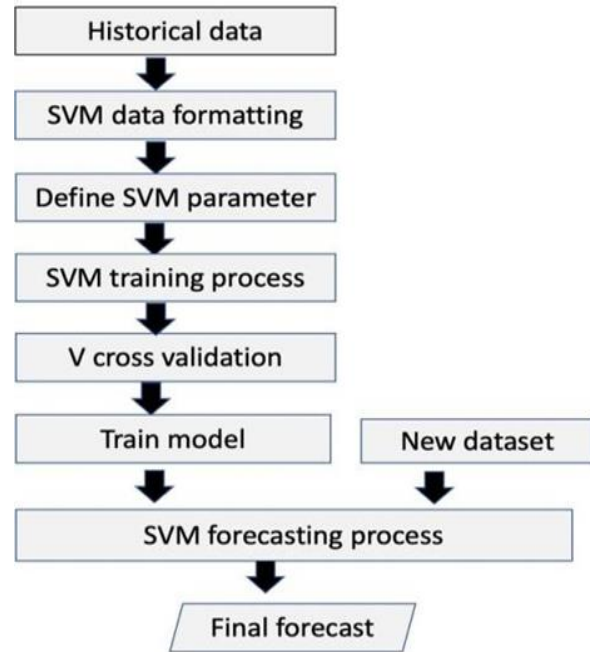 Historical data
SVM data formatting
Define SVM parameter
SVM training process
V cross validation
Train model
New dataset
SVM forecasting process
Final forecast